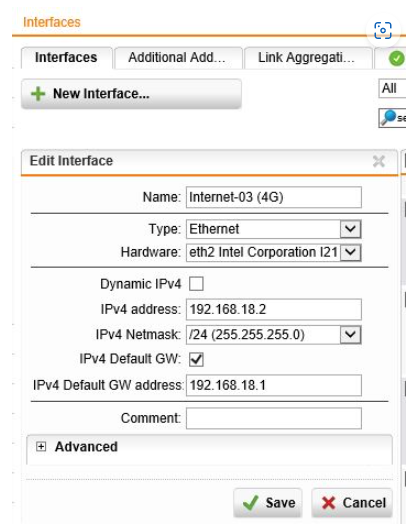 Interfaces
Interfaces Additional Add... Link Aggregati...
New Interface... All
Edit Interface
Name: Internet-03 (4G)
Type: Ethernet
Hardware: eth2 Intel Corporation I21
Dynamic IPv4
IPv4 address: 192.168.18.2
IPv4 Netmask: /24 (255.255.255.0)
IPv4 Default GW:
IPv4 Default GW address: 192.168.18.1
Comment:
Advanced
Save Cancel